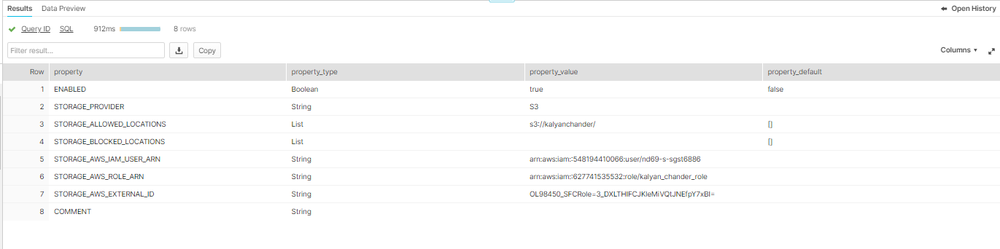 Results Data Preview Open History
Query ID SQL 912ms 8 rows
Filter result... Copy Columns
Row property property_type property_value property_default
1 ENABLED Boolean true false
2 STORAGE_PROVIDER String S3
3 STORAGE_ALLOWED_LOCATIONS List s3://kalyanchander/ []
4 STORAGE_BLOCKED_LOCATIONS List []
5 STORAGE_AWS_IAM_USER_ARN String arn:aws:iam::548194410066:user/nd69-s-sgst6886
6 STORAGE_AWS_ROLE_ARN String arn:aws:iam::627741535532:role/kalyan_chander_role
7 STORAGE_AWS_EXTERNAL_ID String OL98450_SFCRole=3_DXLTHIFCJKIeMiVQtJNEfpY7xBI=
8 COMMENT String